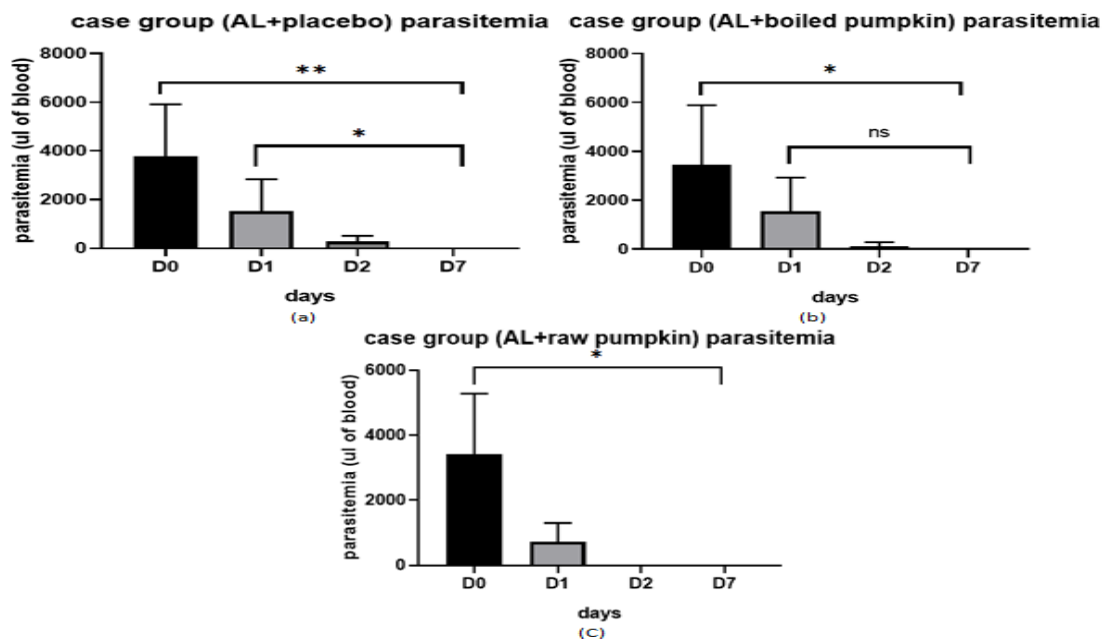 case group (AL+placebo) parasitemia
parasitemia (ul of blood)
8000
6000
4000
2000
0
**
*
D0 D1 D2 D7
days
(a)
case group (AL+boiled pumpkin) parasitemia
parasitemia (ul of blood)
8000
6000
4000
2000
0
*
ns
D0 D1 D2 D7
days
(b)
case group (AL+raw pumpkin) parasitemia
parasitemia (ul of blood)
6000
4000
2000
0
*
D0 D1 D2 D7
days
(C)